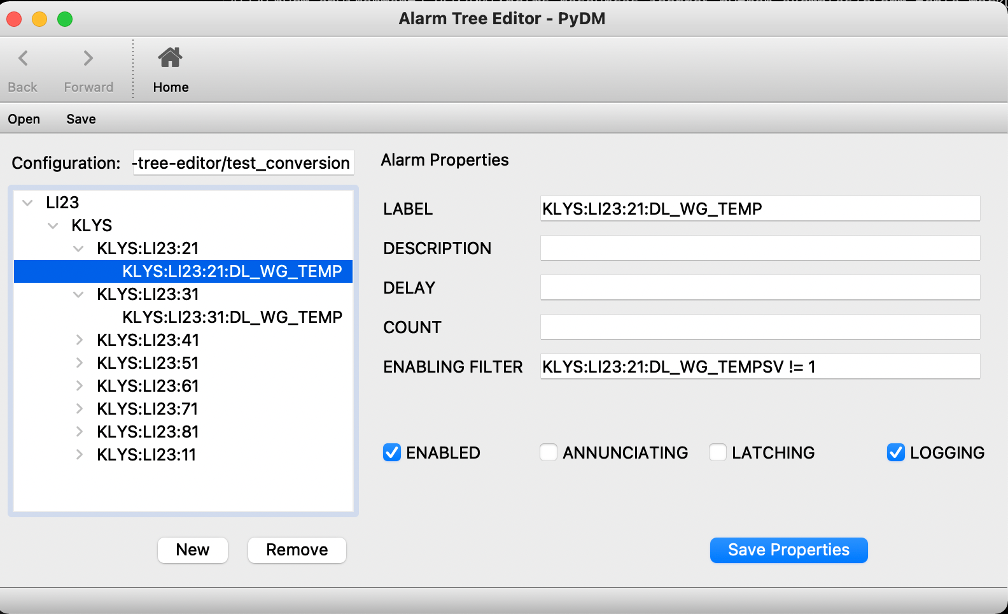 Alarm Tree Editor - PyDM
Back Forward Home
Open Save
Configuration: -tree-editor/test_conversion
LI23
KLYS
KLYS:LI23:21
KLYS:LI23:21:DL_WG_TEMP
KLYS:LI23:31
KLYS:LI23:31:DL_WG_TEMP
KLYS:LI23:41
KLYS:LI23:51
KLYS:LI23:61
KLYS:LI23:71
KLYS:LI23:81
KLYS:LI23:11
New Remove
Alarm Properties
LABEL KLYS:LI23:21:DL_WG_TEMP
DESCRIPTION
DELAY
COUNT
ENABLING FILTER KLYS:LI23:21:DL_WG_TEMPSV != 1
ENABLED ANNUNCIATING LATCHING LOGGING
Save Properties